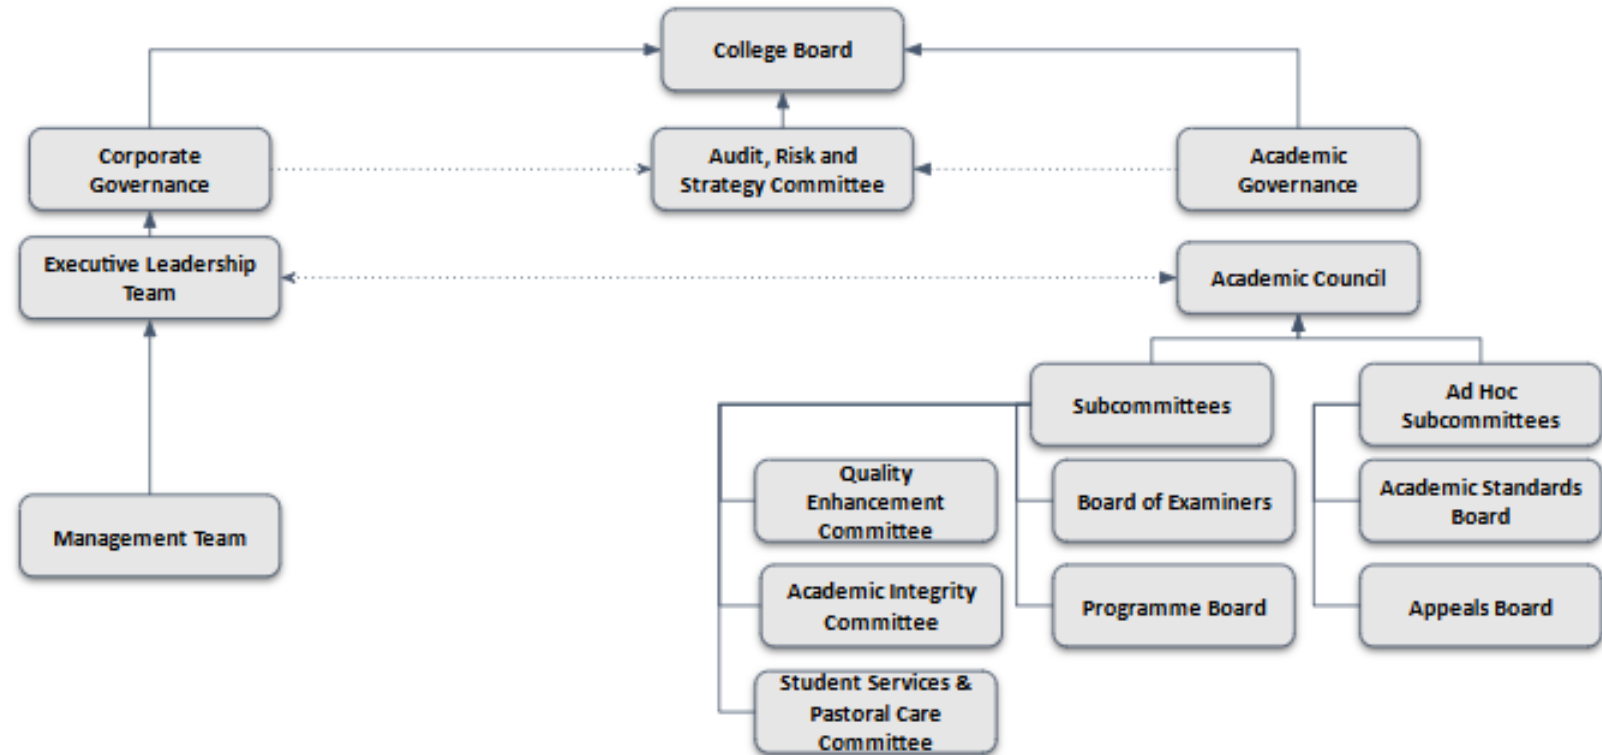 College Board
Corporate
Governance
Audit, Risk and
Strategy Committee
Academic
Governance
Executive Leadership
Team
Academic Council
Subcommittees
Ad Hoc
Subcommittees
Quality
Enhancement
Committee
Board of Examiners
Academic Standards
Board
Management Team
Academic Integrity
Committee
Programme Board
Appeals Board
Student Services &
Pastoral Care
Committee